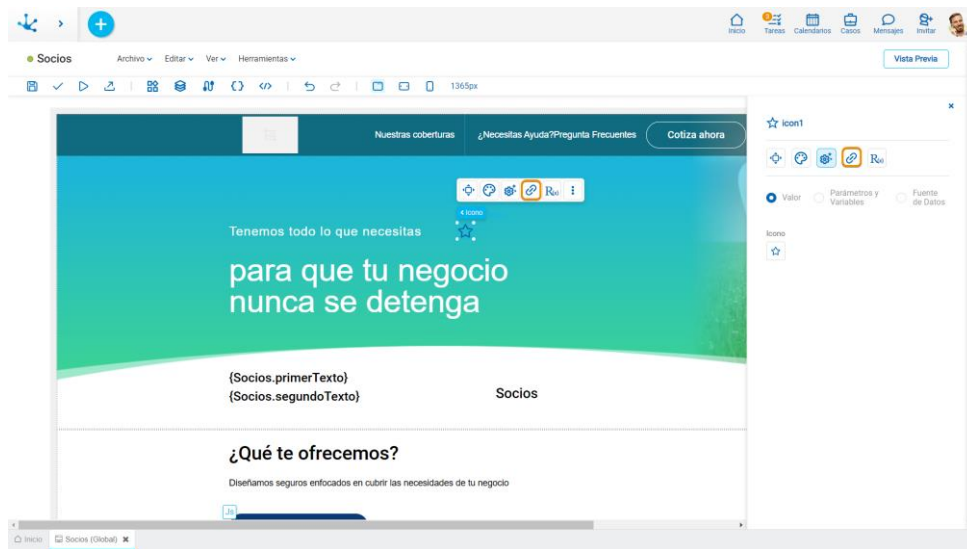 Inicio
Tareas
Calendarios
Casos
Mensajes
Invitar
Socios
Archivo
Editar
Ver
Herramientas
Vista Previa
1365px
Nuestras coberturas
¿Necesitas Ayuda?Pregunta Frecuentes
Cotiza ahora
icon1
Valor
Parámetros y
Variables
Fuente
de Datos
Icono
4 Icono
Tenemos todo lo que necesitas
para que tu negocio
nunca se detenga
{Socios.primerTexto}
{Socios.segundoTexto}
Socios
¿Qué te ofrecemos?
Diseñamos seguros enfocados en cubrir las necesidades de tu negocio
Js
Inicio
Socios (Global)